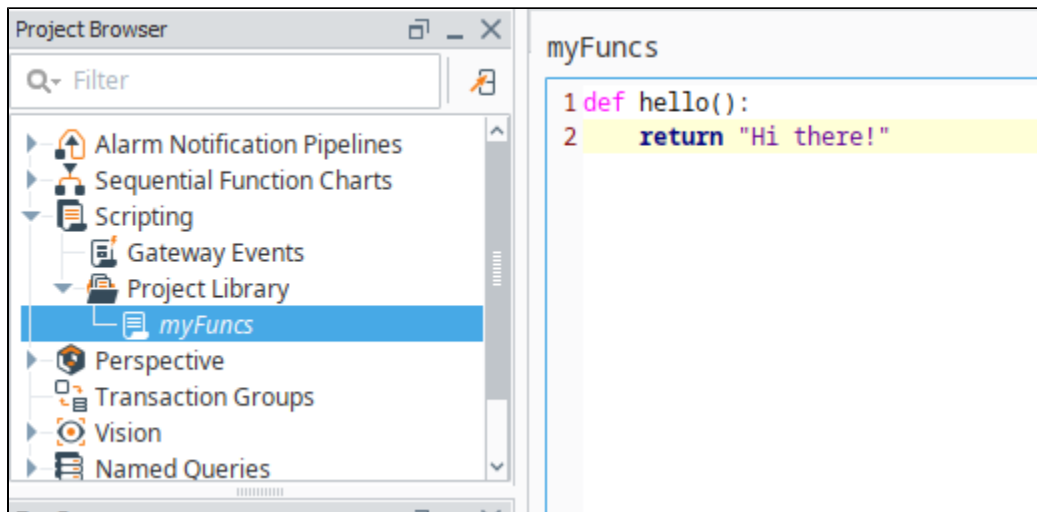 Project Browser
Filter
Alarm Notification Pipelines
Sequential Function Charts
Scripting
Gateway Events
Project Library
myFuncs
Perspective
Transaction Groups
Vision
Named Queries
myFuncs
1 def hello():
2     return "Hi there!"